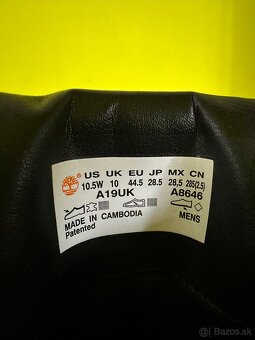 US UK EU JP MX CN
10.5W 10 44.5 28.5 28,5 285(2.5)
A19UK A8646
MADE IN CAMBODIA MENS
Patented
Bazar.sk